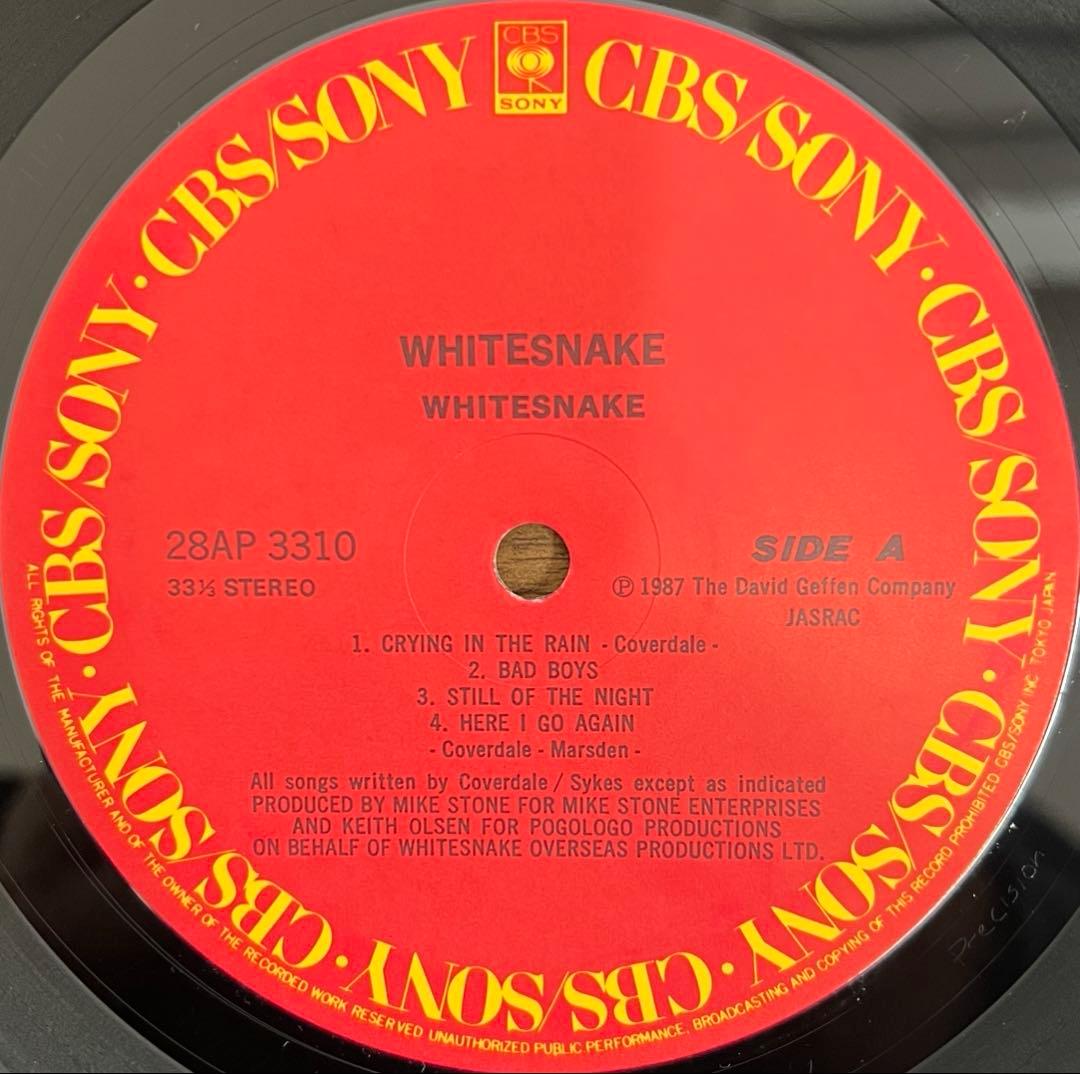 CBS
SONY
CBS/SONY · CBS/SONY · CBS/SONY · CBS/SONY · CBS/SONY · CBS/SONY · CBS/SONY · CBS/SONY
WHITESNAKE
WHITESNAKE
28AP 3310
33⅓ STEREO
SIDE A
Ⓟ 1987 The David Geffen Company
JASRAC
1. CRYING IN THE RAIN - Coverdale -
2. BAD BOYS
3. STILL OF THE NIGHT
4. HERE I GO AGAIN
- Coverdale - Marsden -
All songs written by Coverdale / Sykes except as indicated
PRODUCED BY MIKE STONE FOR MIKE STONE ENTERPRISES
AND KEITH OLSEN FOR POGOLOGO PRODUCTIONS
ON BEHALF OF WHITESNAKE OVERSEAS PRODUCTIONS LTD.
ALL RIGHTS OF THE MANUFACTURER AND OF THE OWNER OF THE RECORDED WORK RESERVED UNAUTHORIZED PUBLIC PERFORMANCE, BROADCASTING AND COPYING OF THIS RECORD PROHIBITED CBS/SONY INC TOKYO JAPAN
Precision